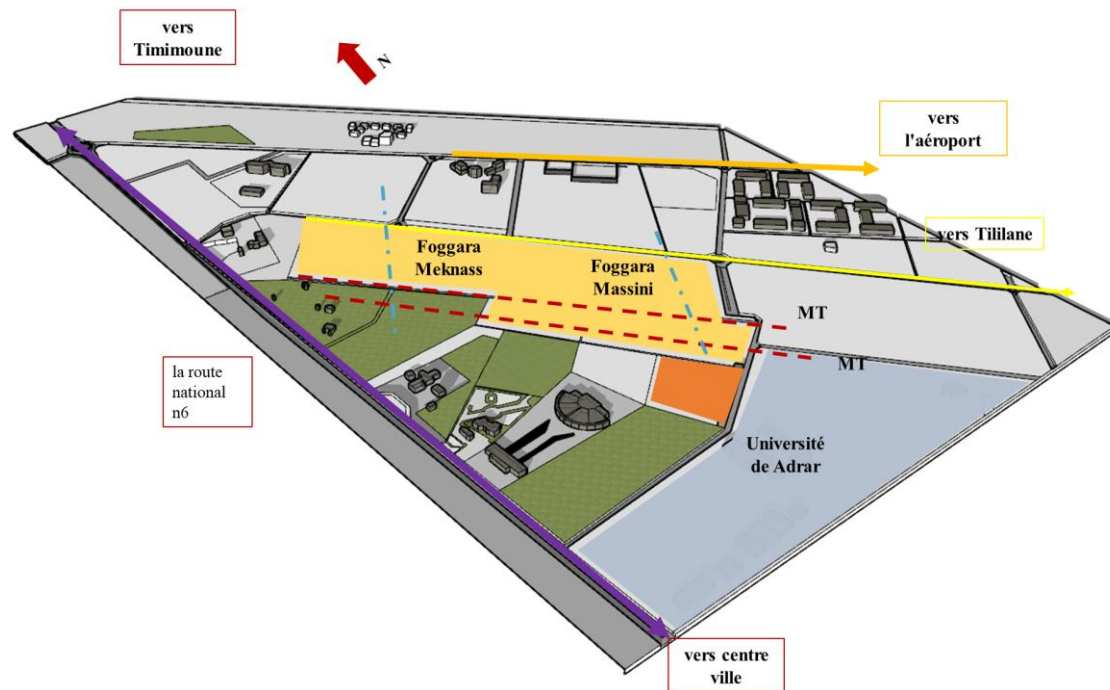 vers
Timimoune
N
vers
l'aéroport
vers Tililane
Foggara
Meknass
Foggara
Massini
MT
MT
la route
national
n6
Université
de Adrar
vers centre
ville